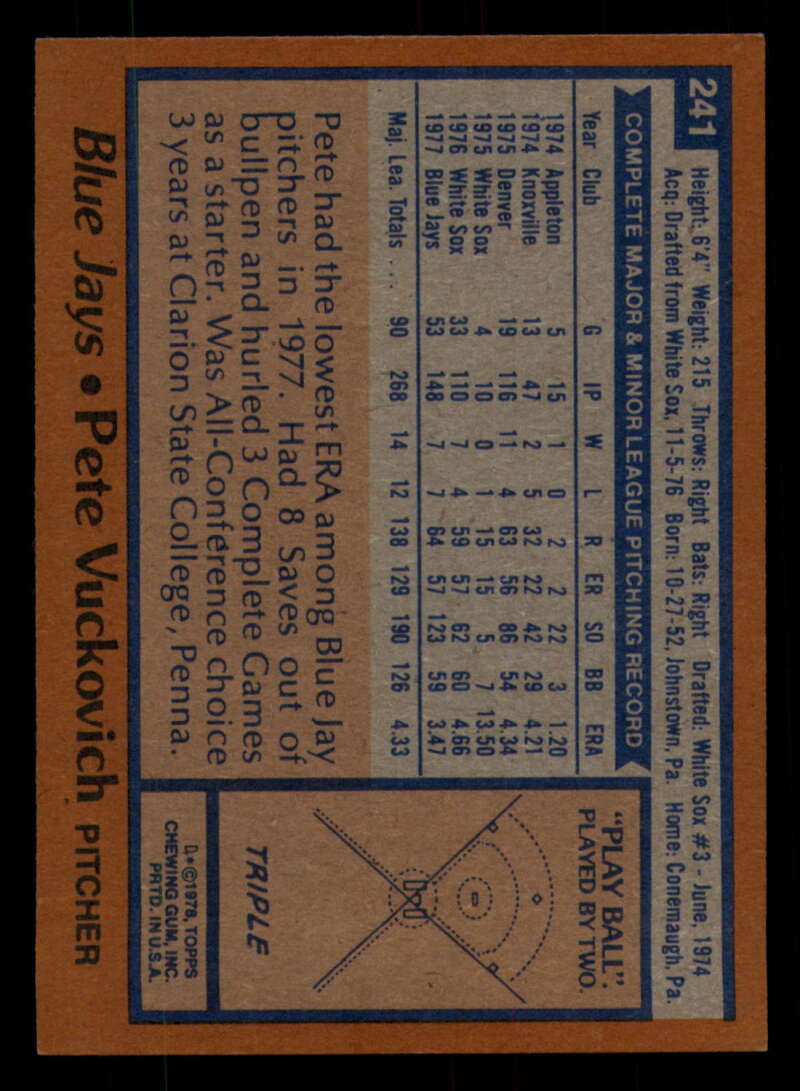 241
Height: 6'4" Weight: 215 Throws: Right Bats: Right Drafted: White Sox #3 - June, 1974
Acq: Drafted from White Sox, 11-5-76 Born: 10-27-52, Johnstown, Pa. Home: Conemaugh, Pa.
COMPLETE MAJOR & MINOR LEAGUE PITCHING RECORD
Year Club G IP W L R ER SO BB ERA
1974 Appleton 5 15 1 0 2 2 22 3 1.20
1974 Knoxville 13 47 2 5 32 22 42 29 4.21
1975 Denver 19 116 11 4 63 56 86 54 4.34
1975 White Sox 4 10 0 1 15 15 5 7 13.50
1976 White Sox 33 110 7 4 59 57 62 60 4.66
1977 Blue Jays 53 148 7 7 64 57 123 59 3.47
Maj. Lea. Totals ... 90 268 14 12 138 129 190 126 4.33
Pete had the lowest ERA among Blue Jay
pitchers in 1977. Had 8 Saves out of
bullpen and hurled 3 Complete Games
as a starter. Was All-Conference choice
3 years at Clarion State College, Penna.
"PLAY BALL":
PLAYED BY TWO.
TRIPLE
D*©1978, TOPPS
CHEWING GUM, INC.
PRTD. IN U.S.A.
Blue Jays • Pete Vuckovich PITCHER